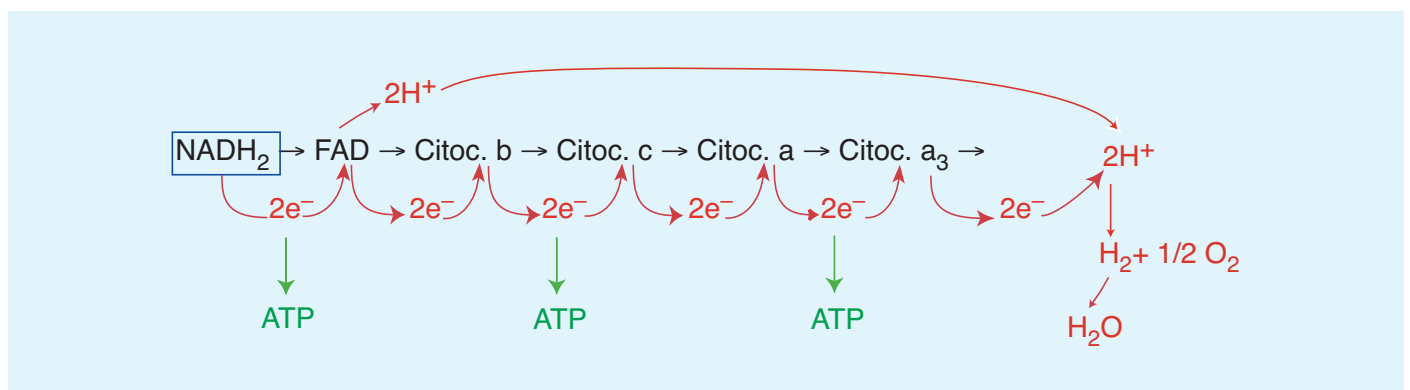 2H⁺
NADH₂ → FAD → Citoc. b → Citoc. c → Citoc. a → Citoc. a₃ → 2H⁺
2e⁻ 2e⁻ 2e⁻ 2e⁻ 2e⁻ 2e⁻
H₂+ 1/2 O₂
ATP ATP ATP
H₂O